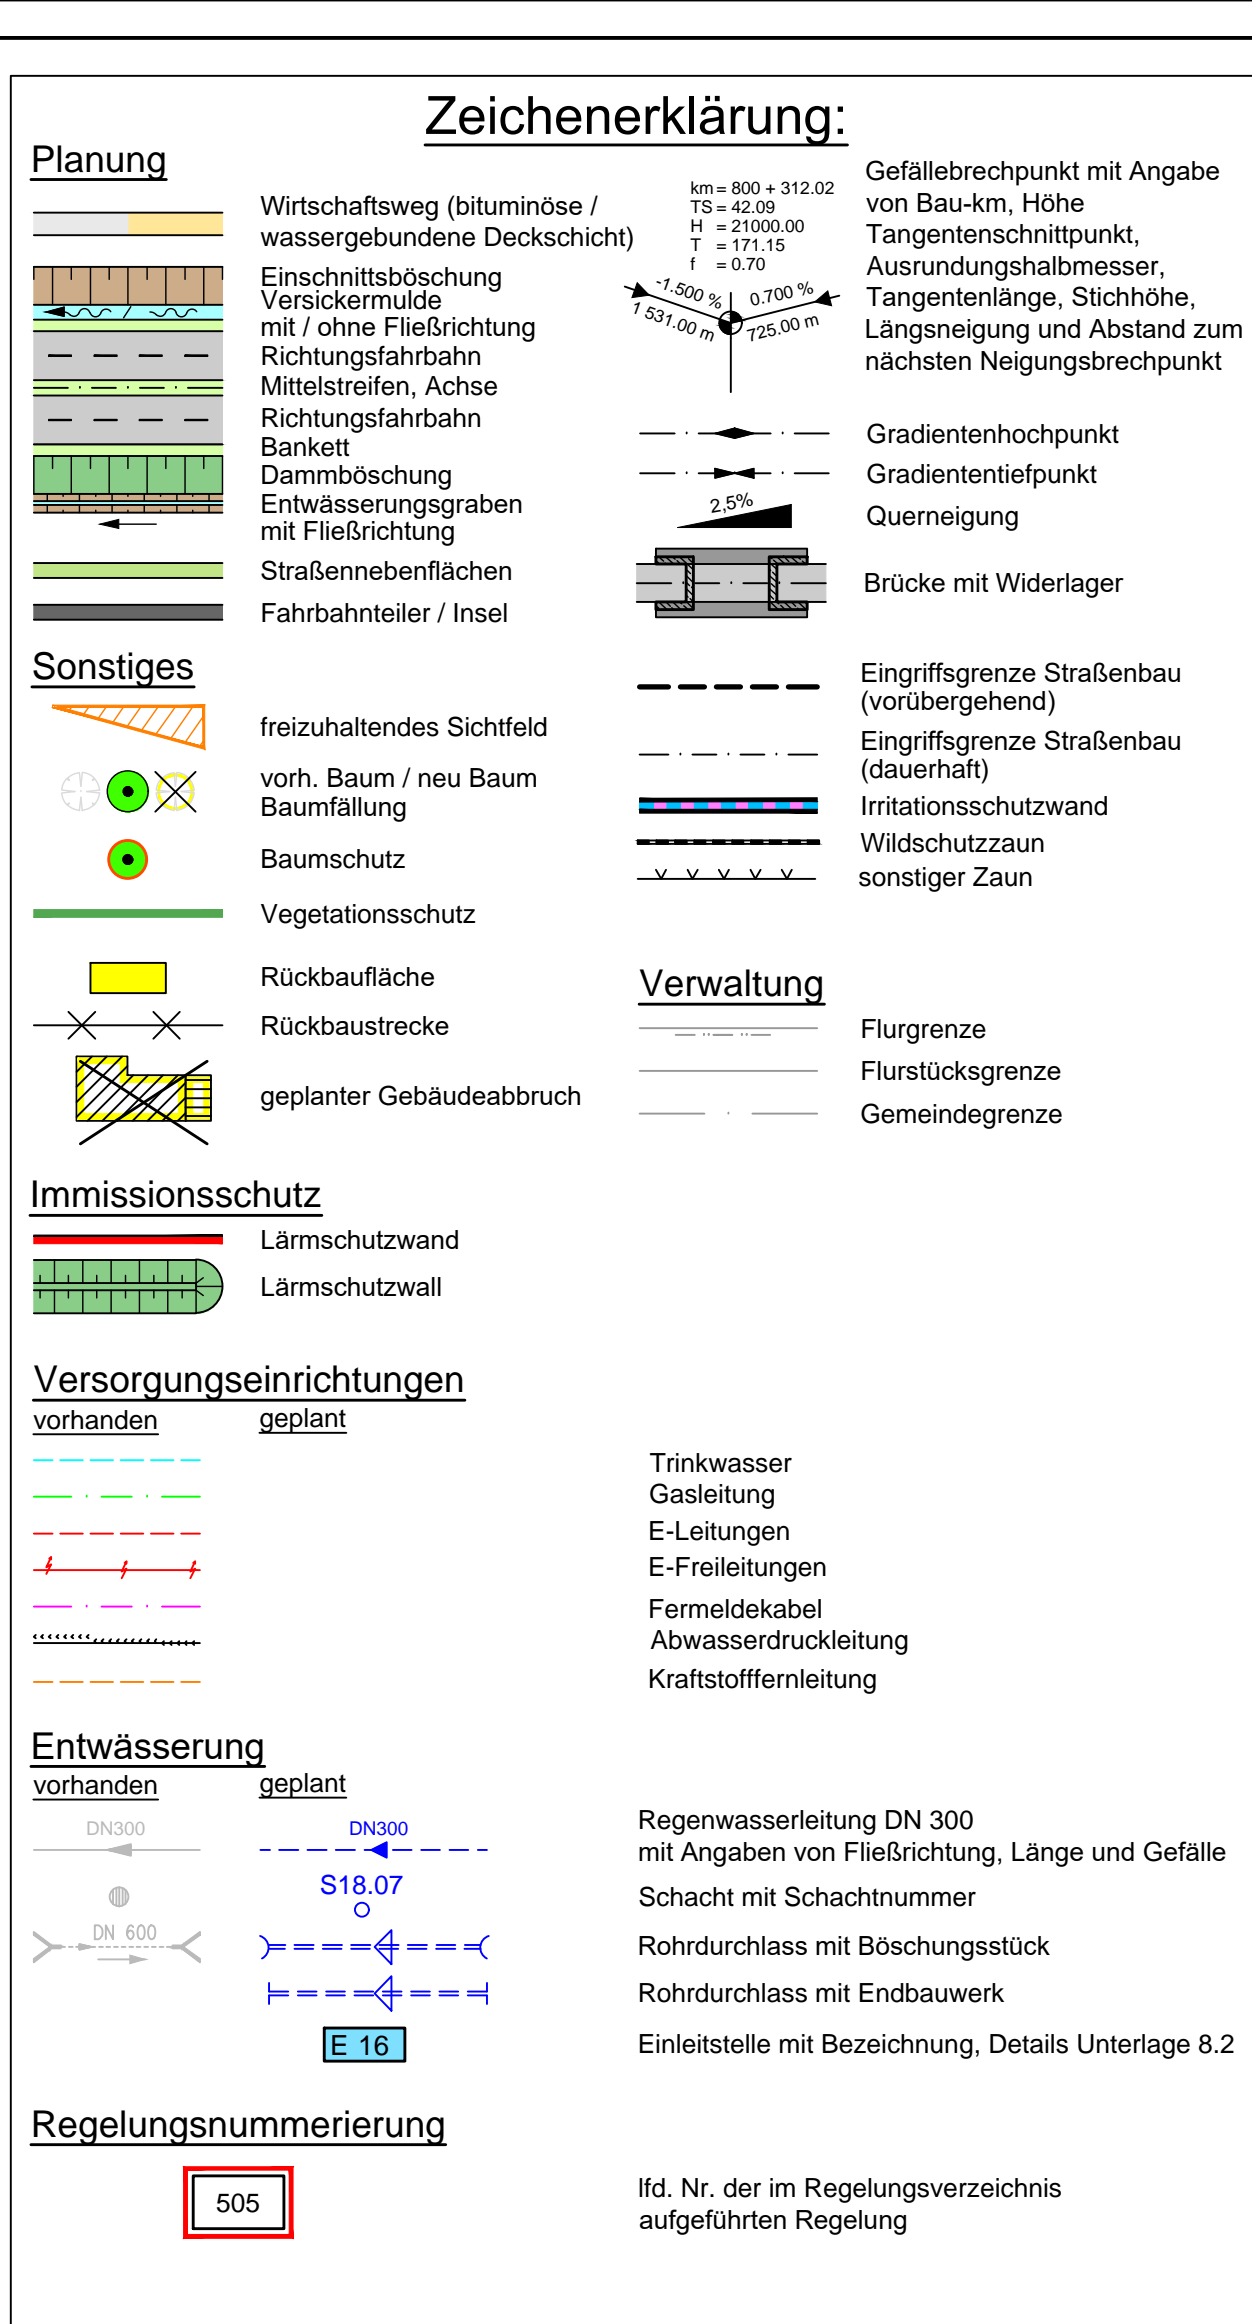 Zeichenerklärung:
Planung
Wirtschaftsweg (bituminöse /
wassergebundene Deckschicht)
Einschnittsböschung
Versickermulde
mit / ohne Fließrichtung
Richtungsfahrbahn
Mittelstreifen, Achse
Richtungsfahrbahn
Bankett
Dammböschung
Entwässerungsgraben
mit Fließrichtung
Straßennebenflächen
Fahrbahnteiler / Insel
km = 800 + 312.02
TS = 42.09
H = 21000.00
T = 171.15
f = 0.70
-1.500 %
1 531.00 m
0.700 %
725.00 m
Gefällebrechpunkt mit Angabe
von Bau-km, Höhe
Tangentenschnittpunkt,
Ausrundungshalbmesser,
Tangentenlänge, Stichhöhe,
Längsneigung und Abstand zum
nächsten Neigungsbrechpunkt
Gradientenhochpunkt
Gradiententiefpunkt
2,5%
Querneigung
Brücke mit Widerlager
Sonstiges
freizuhaltendes Sichtfeld
vorh. Baum / neu Baum
Baumfällung
Baumschutz
Vegetationsschutz
Rückbaufläche
Rückbaustrecke
geplanter Gebäudeabbruch
Eingriffsgrenze Straßenbau
(vorübergehend)
Eingriffsgrenze Straßenbau
(dauerhaft)
Irritationsschutzwand
Wildschutzzaun
sonstiger Zaun
Verwaltung
Flurgrenze
Flurstücksgrenze
Gemeindegrenze
Immissionsschutz
Lärmschutzwand
Lärmschutzwall
Versorgungseinrichtungen
vorhanden geplant
Trinkwasser
Gasleitung
E-Leitungen
E-Freileitungen
Fermeldekabel
Abwasserdruckleitung
Kraftstofffernleitung
Entwässerung
vorhanden geplant
DN300 DN300
Regenwasserleitung DN 300
mit Angaben von Fließrichtung, Länge und Gefälle
S18.07
Schacht mit Schachtnummer
DN 600
Rohrdurchlass mit Böschungsstück
Rohrdurchlass mit Endbauwerk
E 16
Einleitstelle mit Bezeichnung, Details Unterlage 8.2
Regelungsnummerierung
505
lfd. Nr. der im Regelungsverzeichnis
aufgeführten Regelung